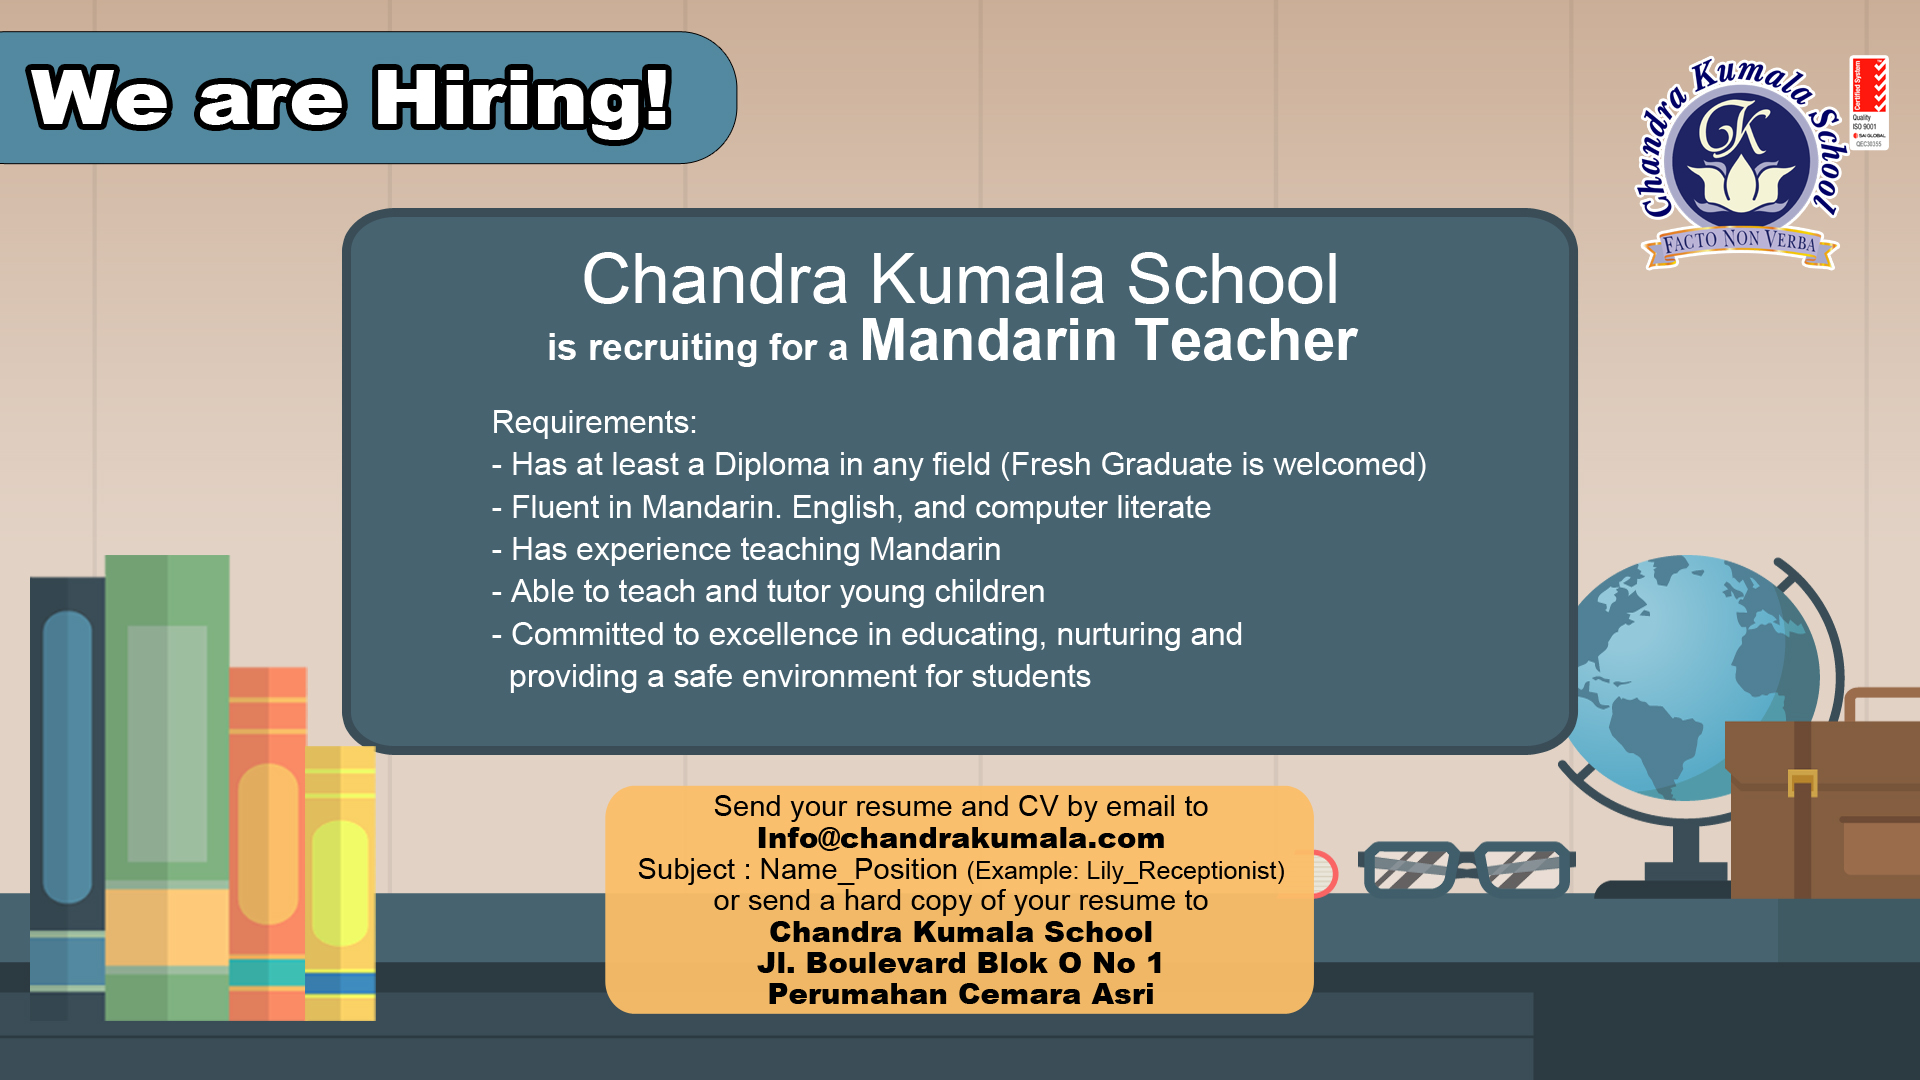 We are Hiring!
Chandra Kumala School
FACTO NON VERBA
Certified System
Quality
ISO 9001
SAI GLOBAL
QEC30355
Chandra Kumala School
is recruiting for a Mandarin Teacher
Requirements:
- Has at least a Diploma in any field (Fresh Graduate is welcomed)
- Fluent in Mandarin. English, and computer literate
- Has experience teaching Mandarin
- Able to teach and tutor young children
- Committed to excellence in educating, nurturing and
providing a safe environment for students
Send your resume and CV by email to
Info@chandrakumala.com
Subject : Name_Position (Example: Lily_Receptionist)
or send a hard copy of your resume to
Chandra Kumala School
Jl. Boulevard Blok O No 1
Perumahan Cemara Asri